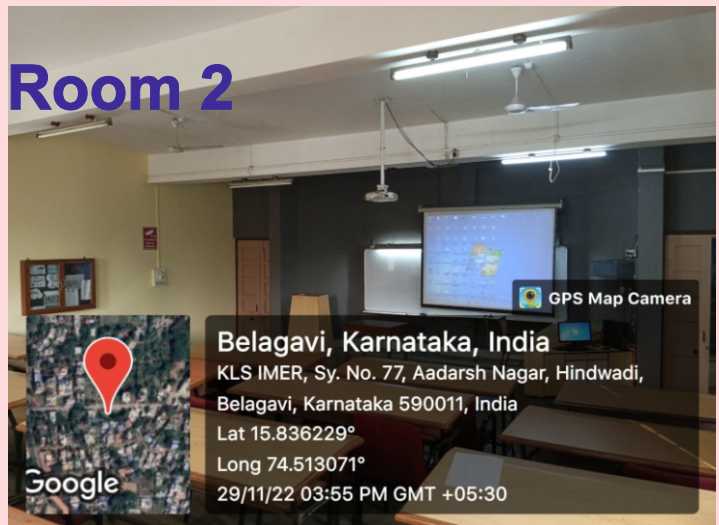 Room 2
GPS Map Camera
Belagavi, Karnataka, India
KLS IMER, Sy. No. 77, Aadarsh Nagar, Hindwadi,
Belagavi, Karnataka 590011, India
Lat 15.836229°
Long 74.513071°
29/11/22 03:55 PM GMT +05:30
Google